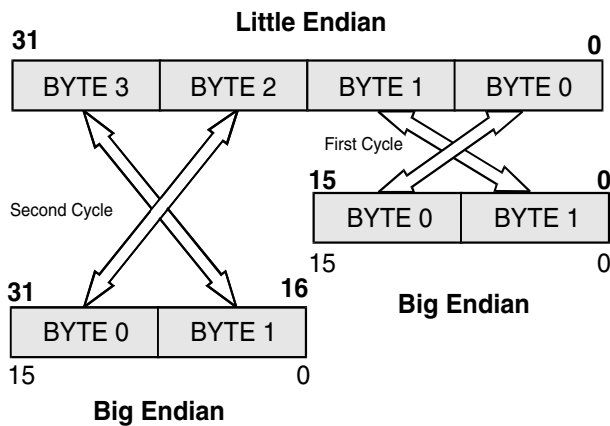 Little Endian
31 0
BYTE 3 BYTE 2 BYTE 1 BYTE 0
First Cycle
15 0
BYTE 0 BYTE 1
15 0
Big Endian
Second Cycle
31 16
BYTE 0 BYTE 1
15 0
Big Endian